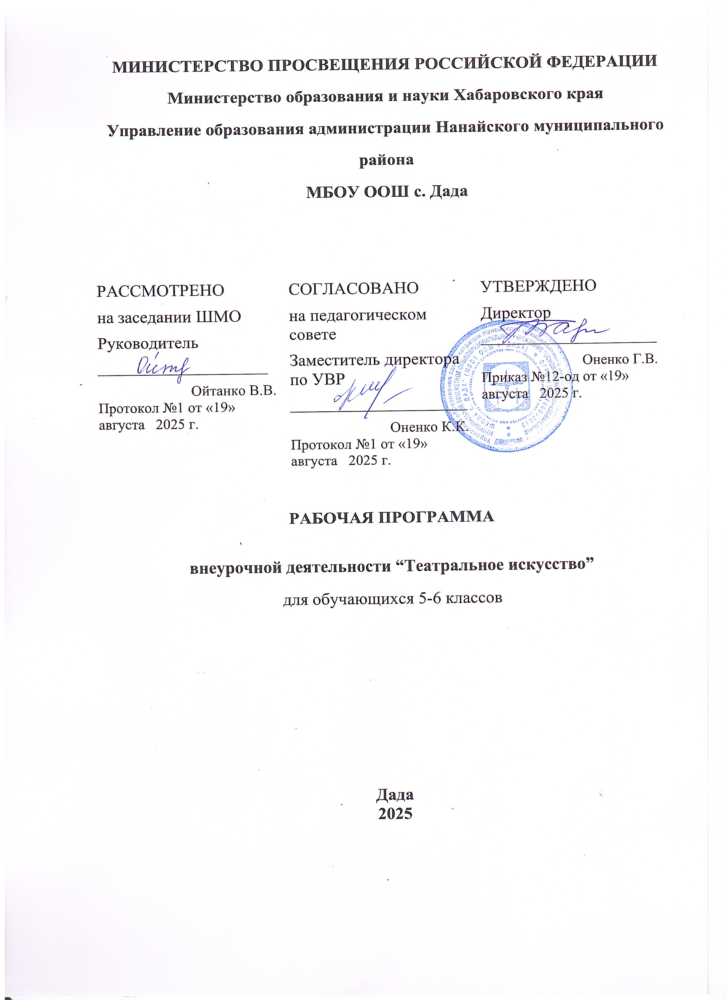 МИНИСТЕРСТВО ПРОСВЕЩЕНИЯ РОССИЙСКОЙ ФЕДЕРАЦИИ
Министерство образования и науки Хабаровского края
Управление образования администрации Нанайского муниципального
района
МБОУ ООШ с. Дада
РАССМОТРЕНО
на заседании ШМО
Руководитель
Ойтанко В.В.
Протокол №1 от «19»
августа 2025 г.
СОГЛАСОВАНО
на педагогическом
совете
Заместитель директора
по УВР
Оненко К.К.
Протокол №1 от «19»
августа 2025 г.
УТВЕРЖДЕНО
Директор
Оненко Г.В.
Приказ №12-од от «19»
августа 2025 г.
РАБОЧАЯ ПРОГРАММА
внеурочной деятельности “Театральное искусство”
для обучающихся 5-6 классов
Дада
2025